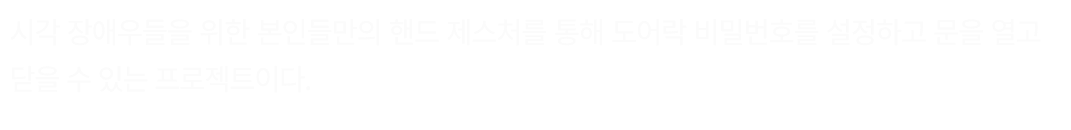 시각 장애우들을 위한 본인들만의 핸드 제스처를 통해 도어락 비밀번호를 설정하고 문을 열고
닫을 수 있는 프로젝트이다.